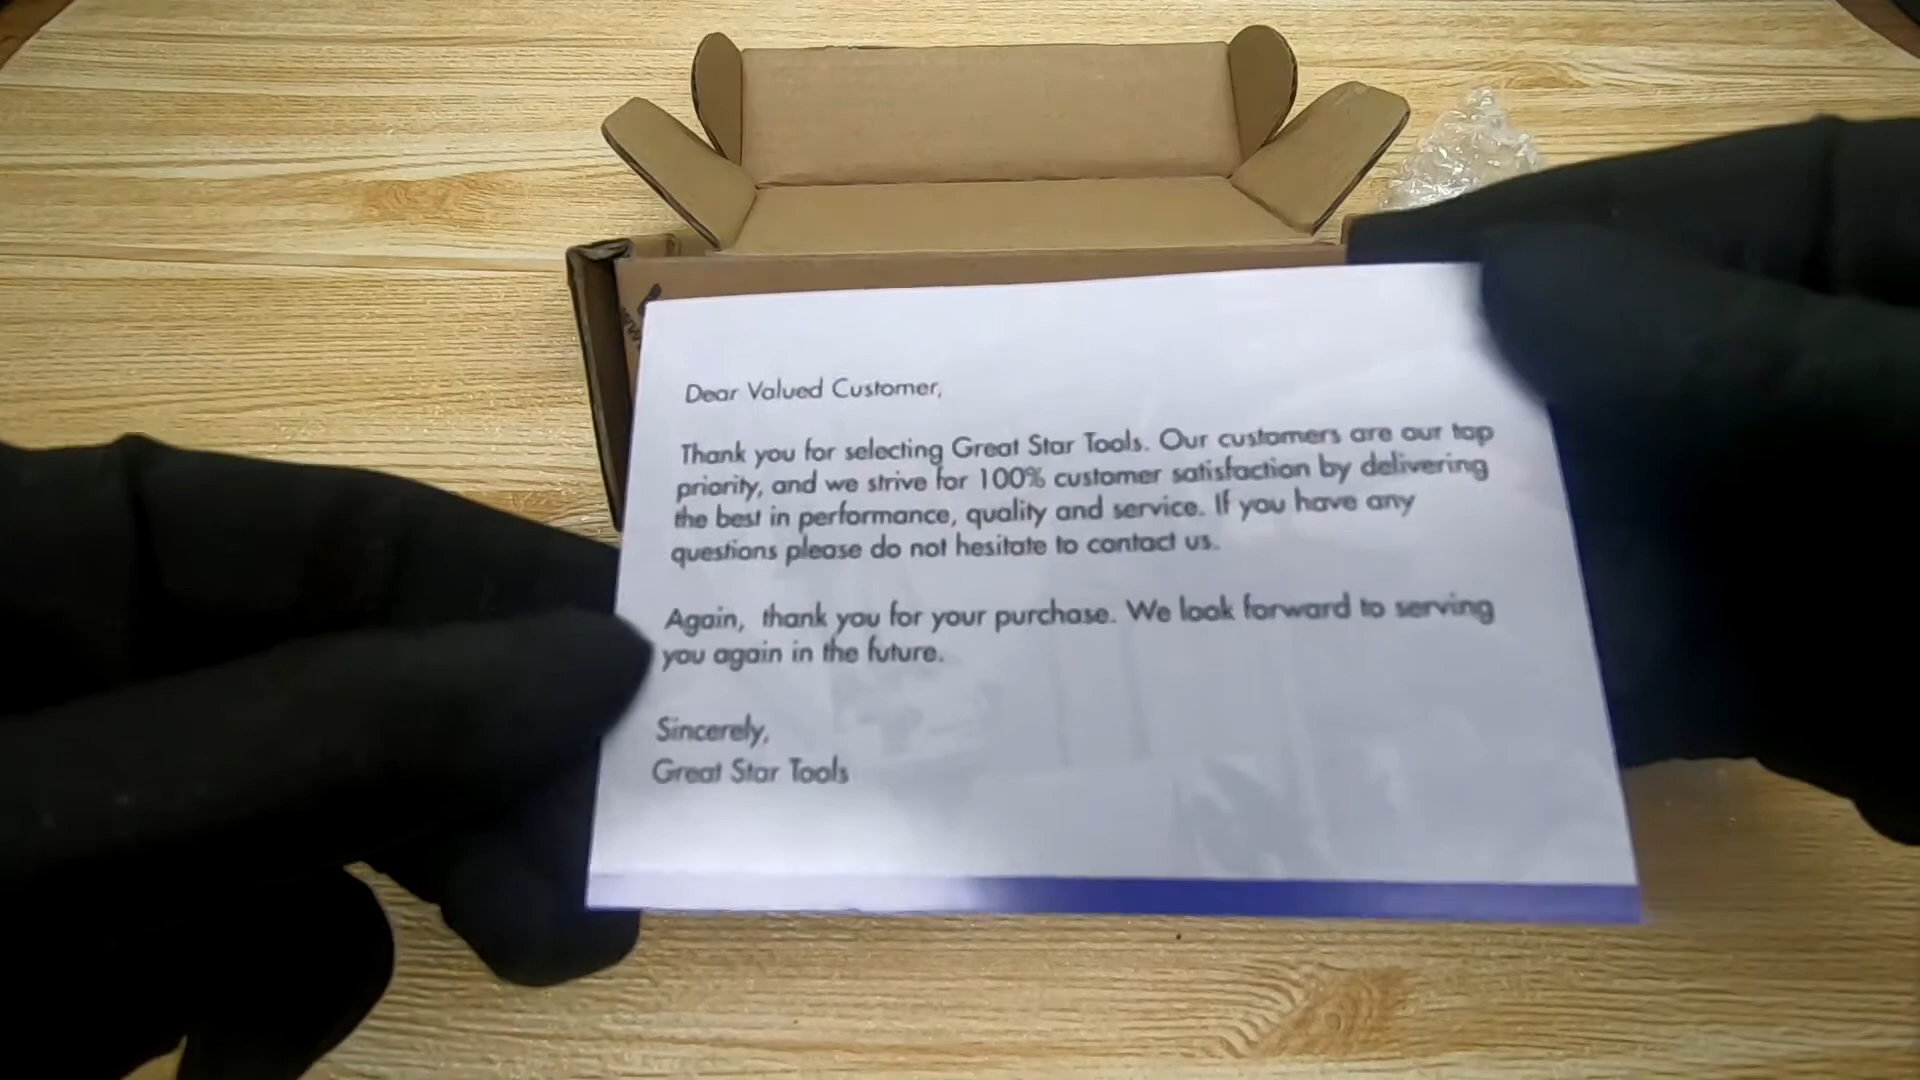 Dear Valued Customer,
Thank you for selecting Great Star Tools. Our customers are our top
priority, and we strive for 100% customer satisfaction by delivering
the best in performance, quality and service. If you have any
questions please do not hesitate to contact us.
Again, thank you for your purchase. We look forward to serving
you again in the future.
Sincerely,
Great Star Tools